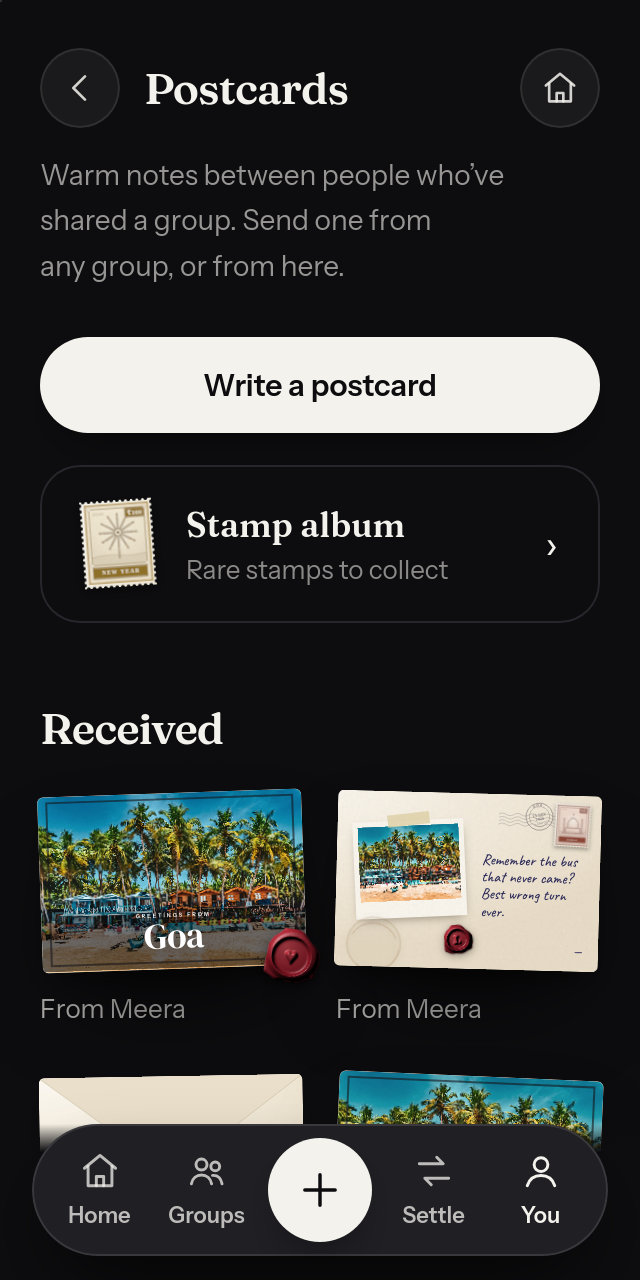 Postcards
Warm notes between people who’ve
shared a group. Send one from
any group, or from here.
Write a postcard
₹100
NEW YEAR
Stamp album
Rare stamps to collect
Received
GREETINGS FROM
Goa
Remember the bus
that never came?
Best wrong turn
ever.
—
From Meera
From Meera
Home
Groups
Settle
You